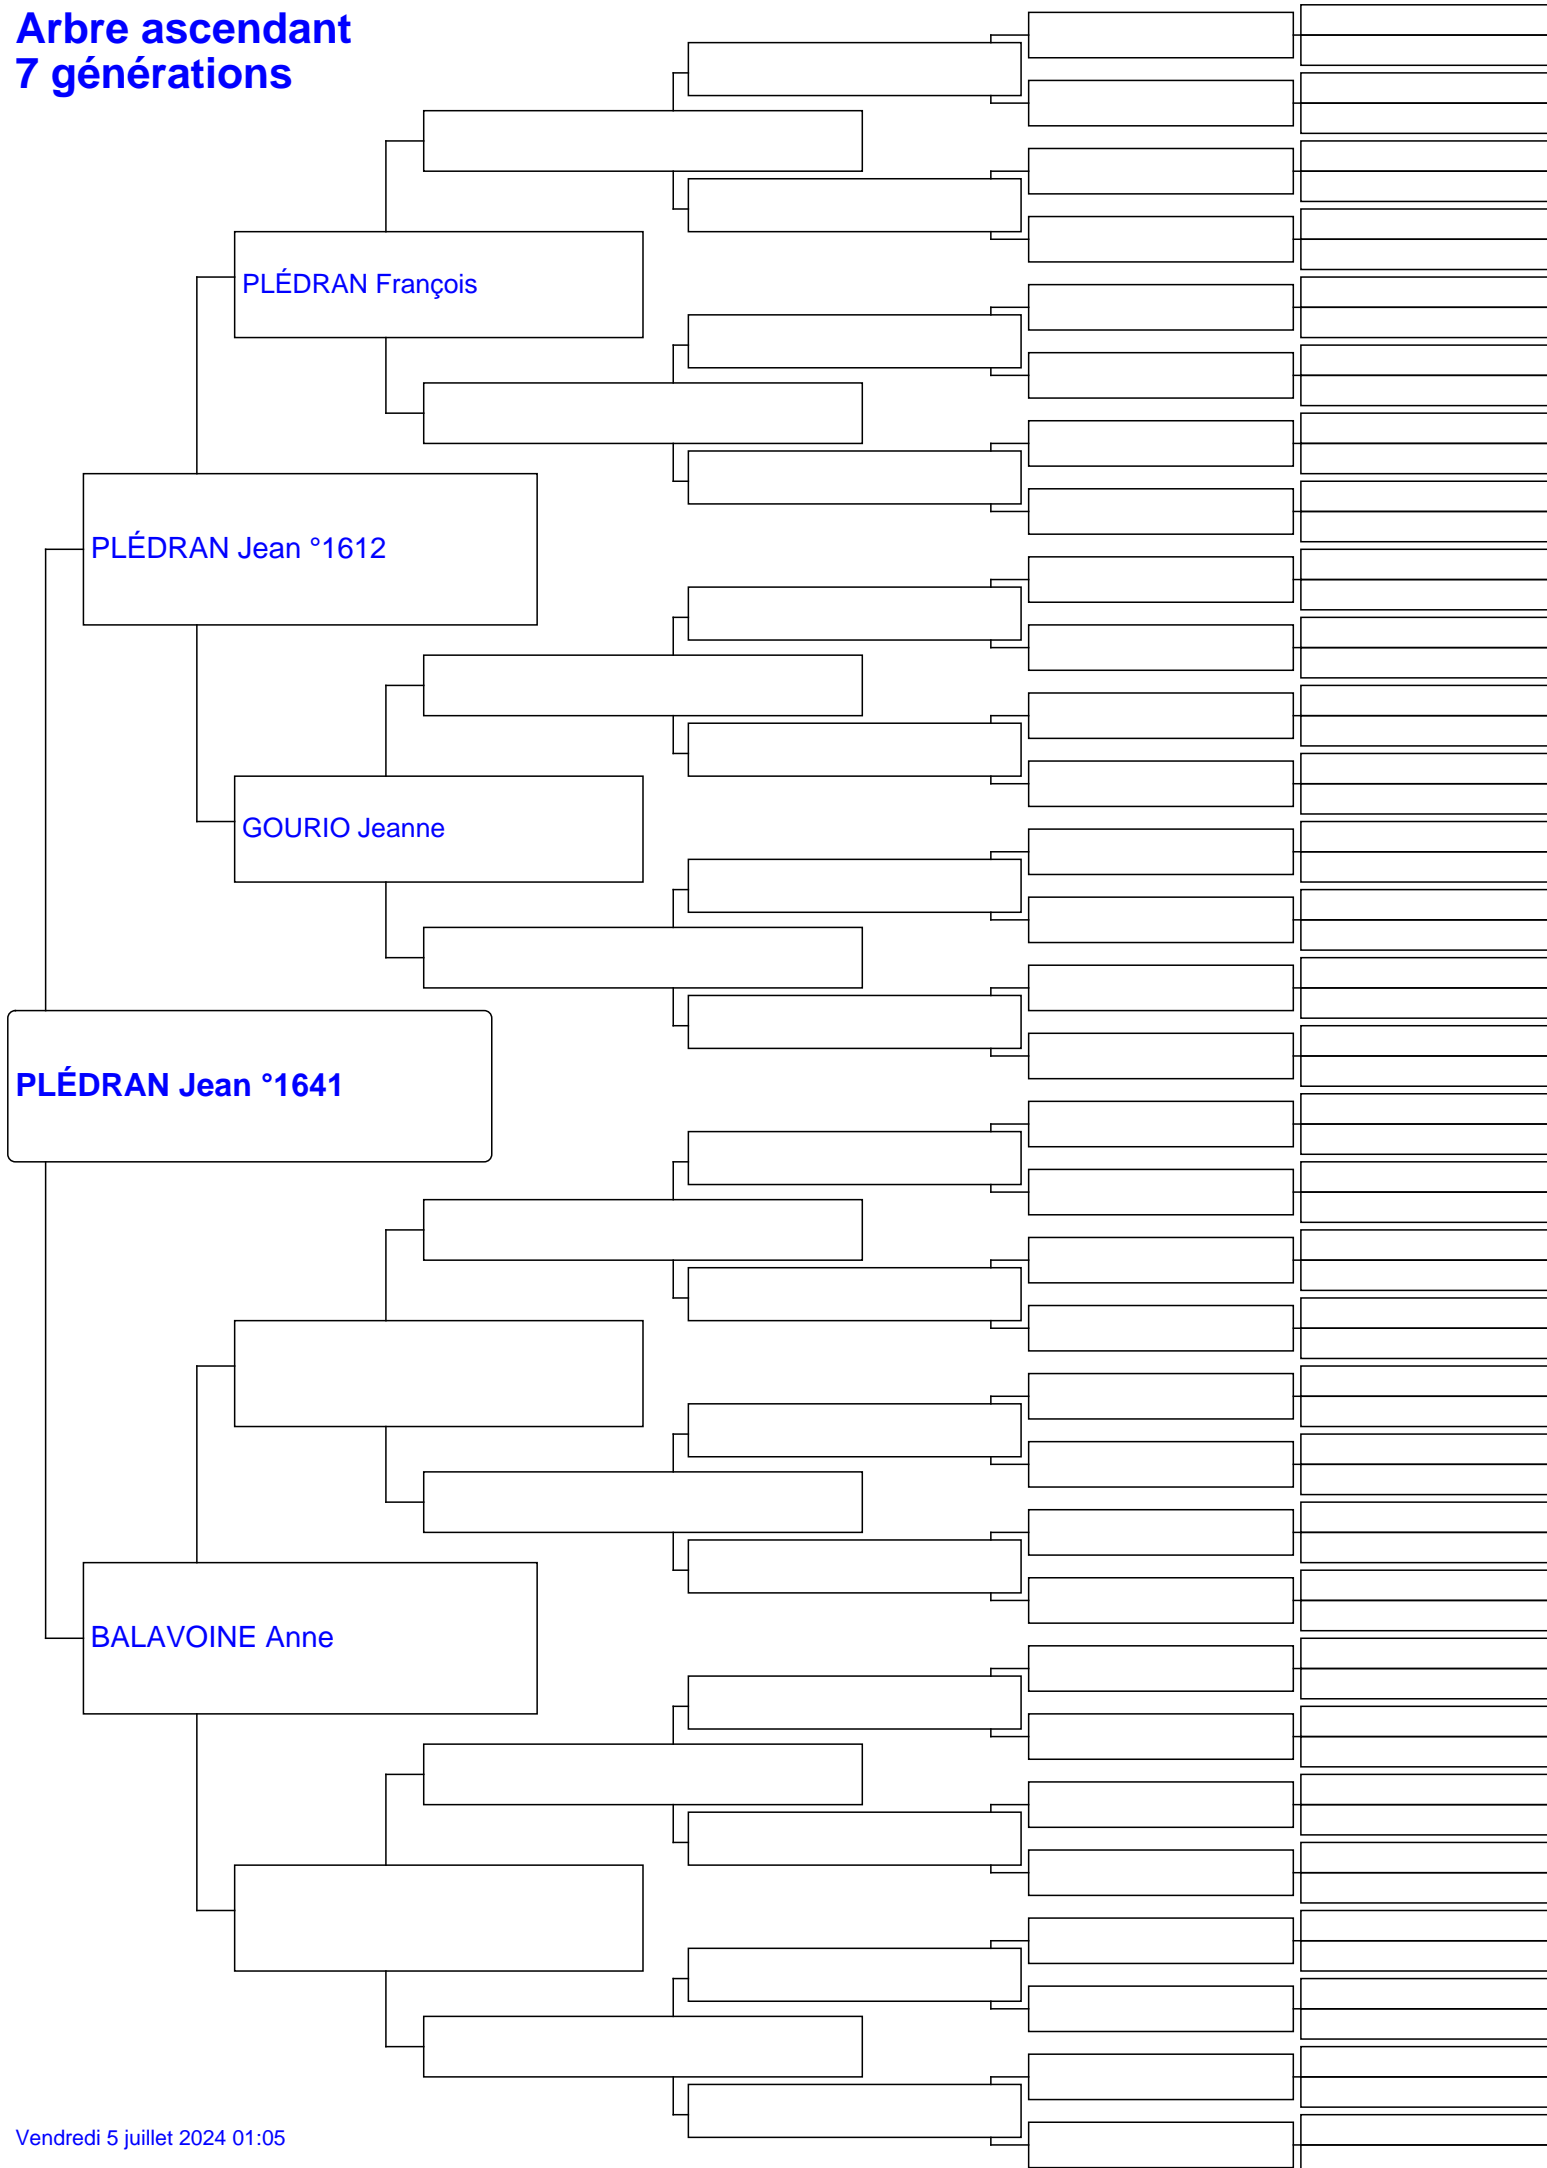 Arbre ascendant
7 générations
PLÉDRAN François
PLÉDRAN Jean °1612
GOURIO Jeanne
PLÉDRAN Jean °1641
BALAVOINE Anne
Vendredi 5 juillet 2024 01:05